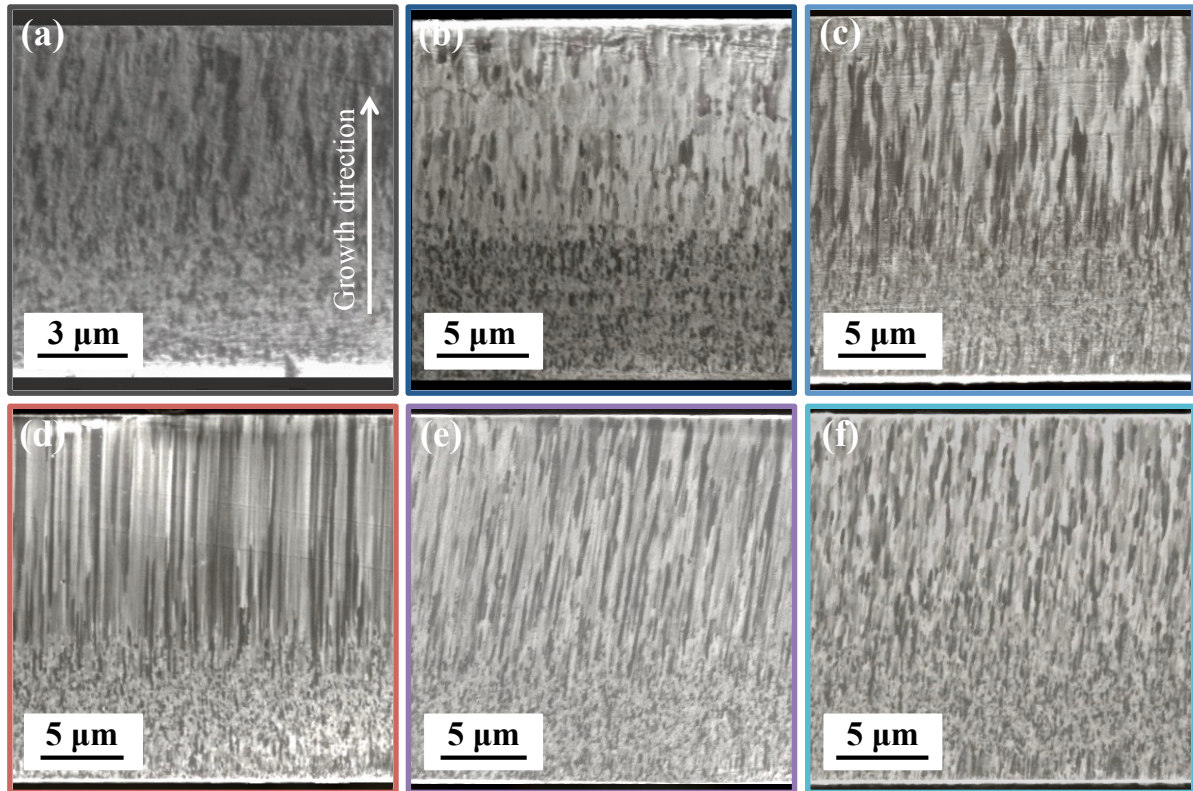 (a)
Growth direction
3 μm
(b)
5 μm
(c)
5 μm
(d)
5 μm
(e)
5 μm
(f)
5 μm